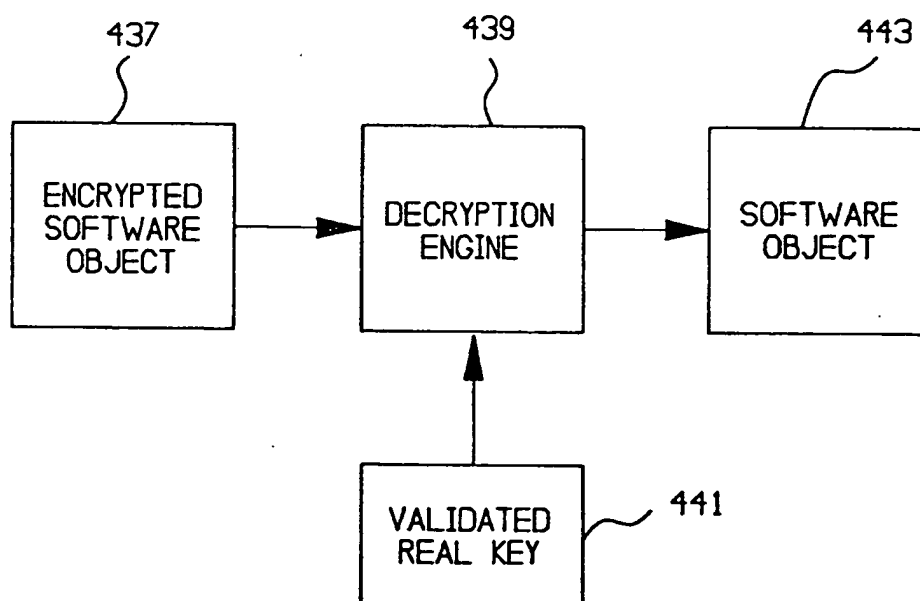 437
439
443
ENCRYPTED
SOFTWARE
OBJECT
DECRYPTION
ENGINE
SOFTWARE
OBJECT
VALIDATED
REAL KEY
441